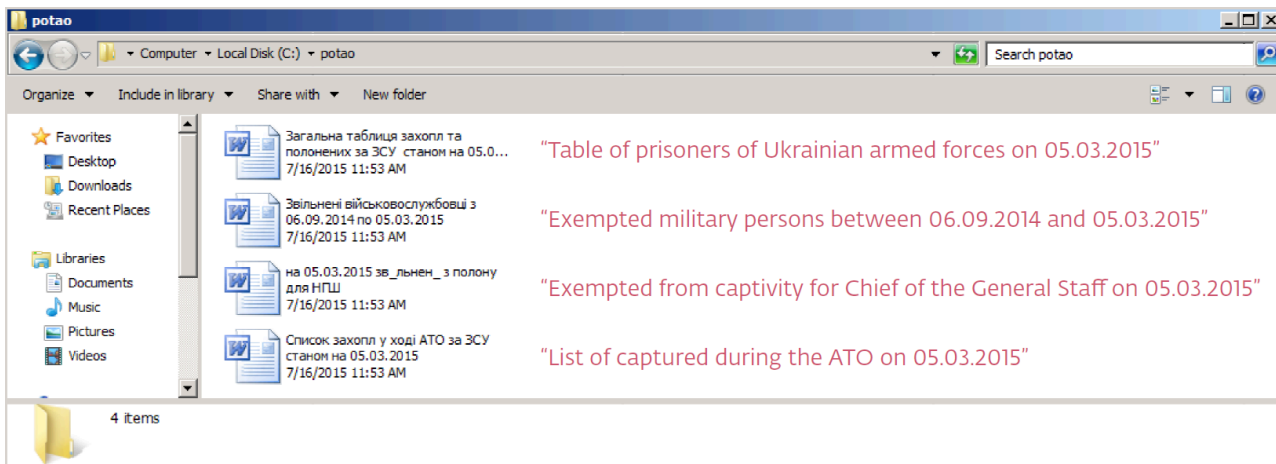 potao
Computer Local Disk (C:) potao
Search potao
Organize Include in library Share with New folder
Favorites
Desktop
Downloads
Recent Places
Libraries
Documents
Music
Pictures
Videos
Загальна таблиця захопл та
полонених за ЗСУ станом на 05.0...
7/16/2015 11:53 AM
“Table of prisoners of Ukrainian armed forces on 05.03.2015”
Звільнені військовослужбовці з
06.09.2014 по 05.03.2015
7/16/2015 11:53 AM
“Exempted military persons between 06.09.2014 and 05.03.2015”
на 05.03.2015 зв_льнен_ з полону
для НГШ
7/16/2015 11:53 AM
“Exempted from captivity for Chief of the General Staff on 05.03.2015”
Список захопл у ході АТО за ЗСУ
станом на 05.03.2015
7/16/2015 11:53 AM
“List of captured during the ATO on 05.03.2015”
4 items